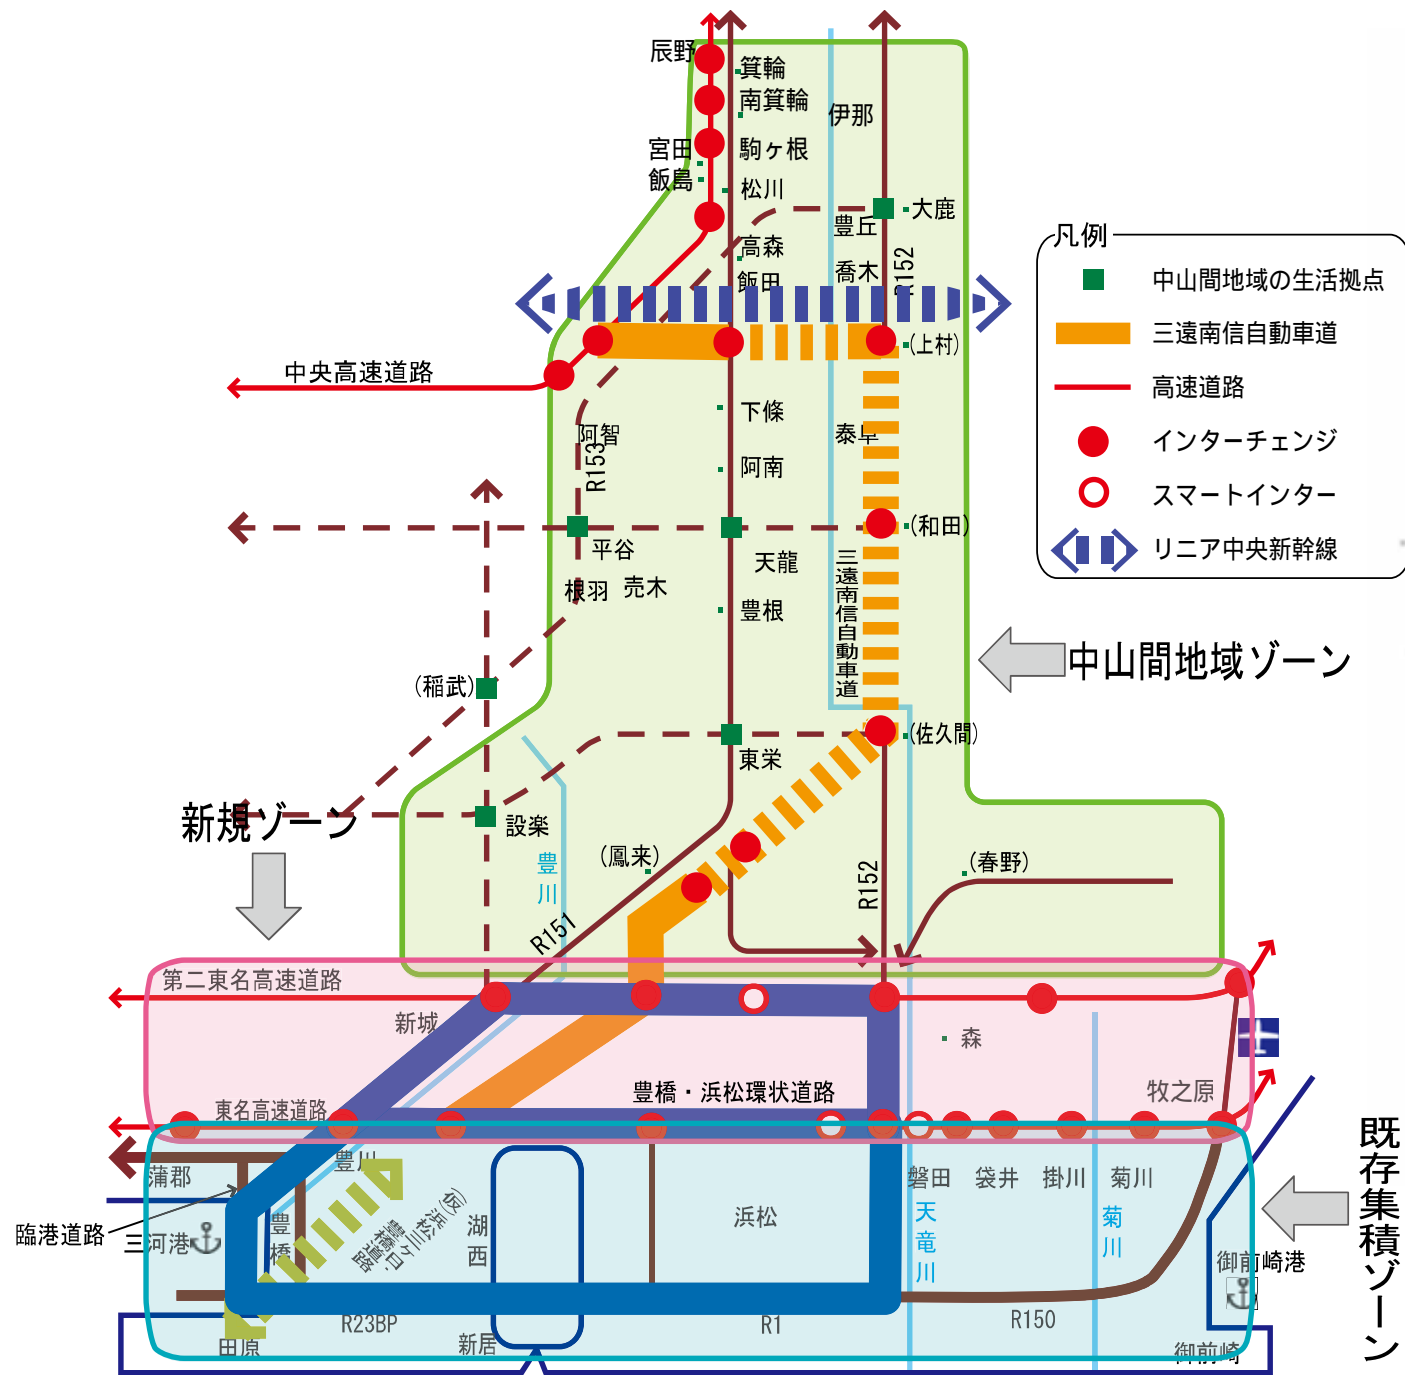 辰野
箕輪
南箕輪
伊那
宮田
駒ヶ根
飯島
松川
大鹿
豊丘
高森
喬木
飯田
R152
凡例
中山間地域の生活拠点
三遠南信自動車道
高速道路
インターチェンジ
スマートインター
リニア中央新幹線
(上村)
中央高速道路
下條
阿智
泰阜
R153
阿南
(和田)
平谷
天龍
根羽
売木
豊根
三遠南信自動車道
中山間地域ゾーン
(稲武)
(佐久間)
東栄
新規ゾーン
設楽
(鳳来)
豊川
R152
(春野)
R151
第二東名高速道路
新城
森
豊橋・浜松環状道路
東名高速道路
牧之原
豊川
蒲郡
磐田
袋井
掛川
菊川
既存集積ゾーン
臨港道路
三河港
豊橋
(仮)浜松三ケ日・豊橋道路
湖西
浜松
天竜川
菊川
御前崎港
R23BP
R1
R150
田原
新居
御前崎